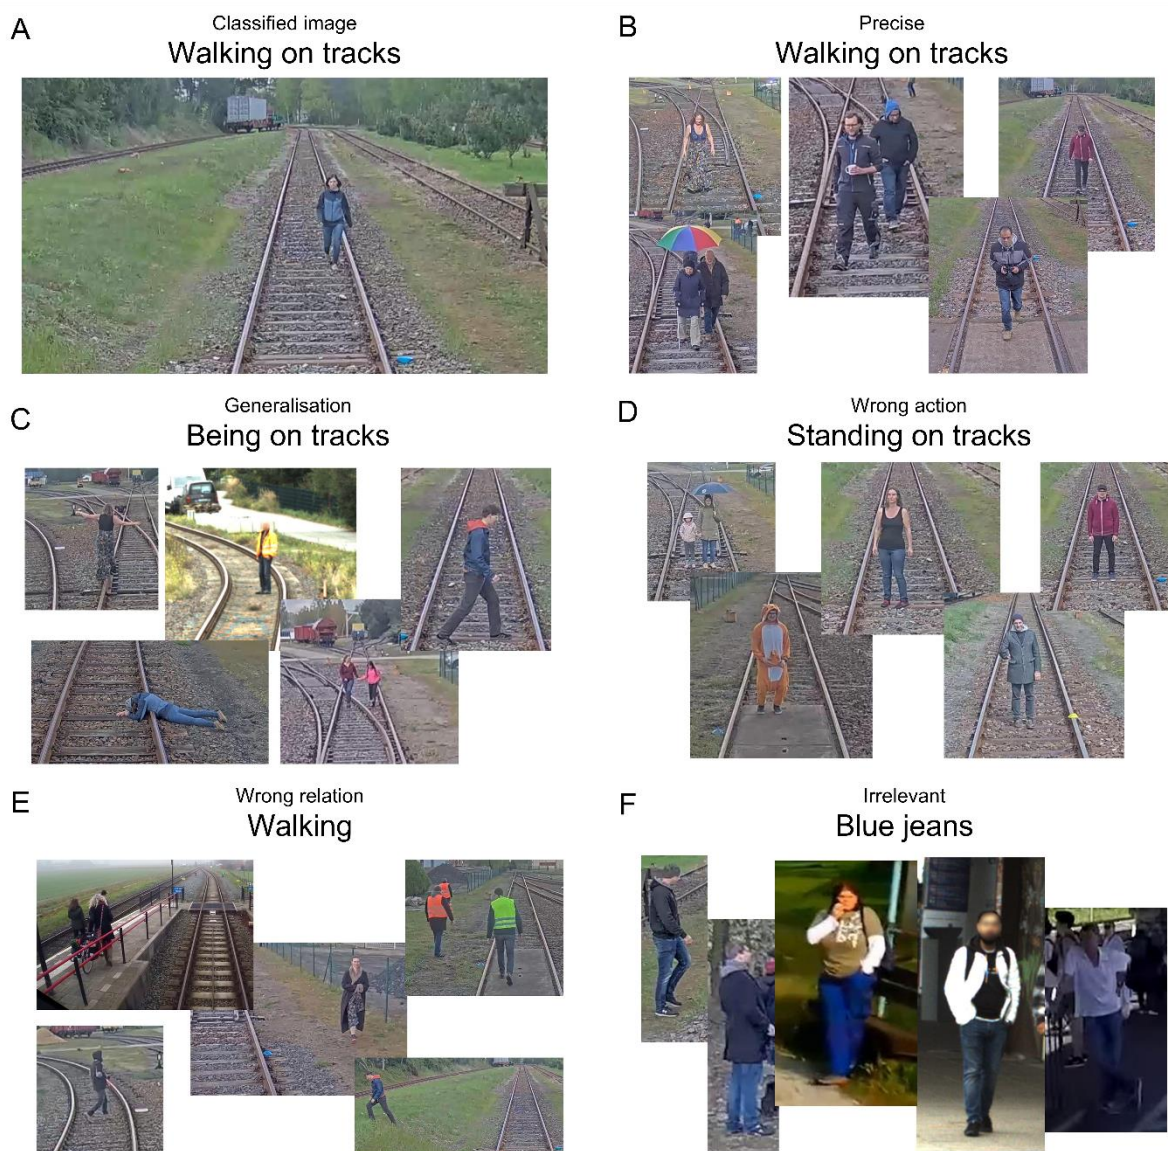 A
Classified image
Walking on tracks
B
Precise
Walking on tracks
C
Generalisation
Being on tracks
D
Wrong action
Standing on tracks
E
Wrong relation
Walking
F
Irrelevant
Blue jeans